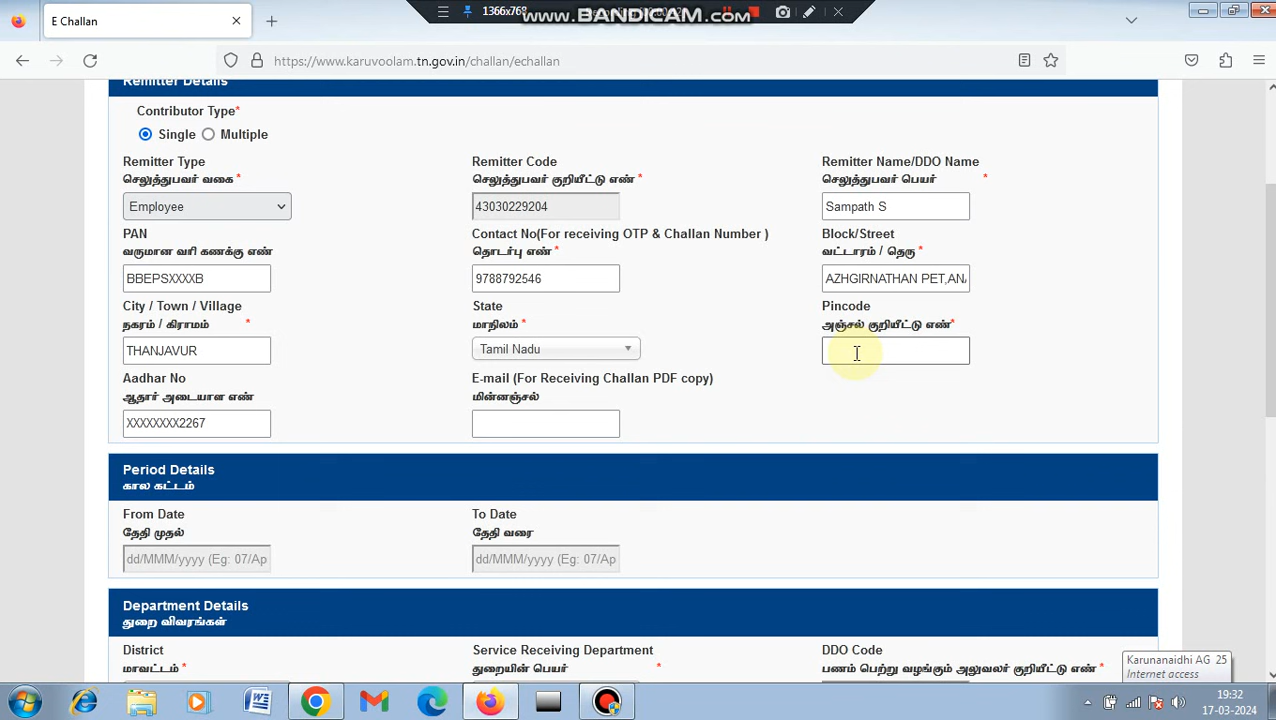 1366x768
www.BANDICAM.com
E Challan
https://www.karuvoolam.tn.gov.in/challan/echallan
Remitter Details
Contributor Type*
Single Multiple
Remitter Type
செலுத்துபவர் வகை *
Employee
Remitter Code
செலுத்துபவர் குறியீட்டு எண் *
43030229204
Remitter Name/DDO Name
செலுத்துபவர் பெயர் *
Sampath S
PAN
வருமான வரி கணக்கு எண்
BBEPSXXXXB
Contact No(For receiving OTP & Challan Number )
தொடர்பு எண் *
9788792546
Block/Street
வட்டாரம் / தெரு *
AZHGIRNATHAN PET,AN
City / Town / Village
நகரம் / கிராமம் *
THANJAVUR
State
மாநிலம் *
Tamil Nadu
Pincode
அஞ்சல் குறியீட்டு எண்*
Aadhar No
ஆதார் அடையாள எண்
XXXXXXXX2267
E-mail (For Receiving Challan PDF copy)
மின்னஞ்சல்
Period Details
கால கட்டம்
From Date
தேதி முதல்
dd/MMM/yyyy (Eg: 07/Ap
To Date
தேதி வரை
dd/MMM/yyyy (Eg: 07/Ap
Department Details
துறை விவரங்கள்
District
மாவட்டம் *
Service Receiving Department
துறையின் பெயர் *
DDO Code
பணம் பெற்று வழங்கும் அலுவலர் குறியீட்டு எண் *
Karunanaidhi AG 25
Internet access
19:32
17-03-2024